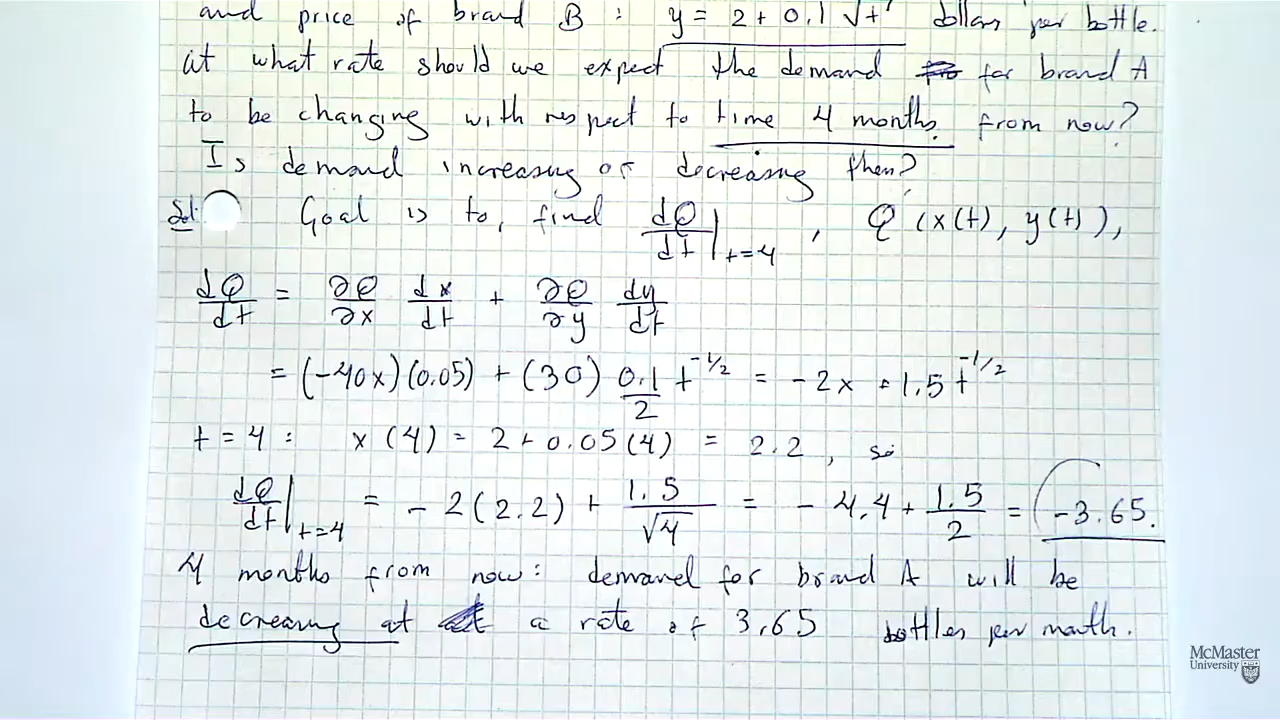 and price of brand B : y = 2 + 0.1 √t dollars per bottle.
at what rate should we expect the demand for brand A
to be changing with respect to time 4 months from now?
Is demand increasing or decreasing then?
Sol: Goal is to find dQ/dt|t=4 , Q (x(t), y(t)),
dQ/dt = ∂Q/∂x dx/dt + ∂Q/∂y dy/dt
= (-40x)(0.05) + (30) 0.1/2 t^-1/2 = -2x + 1.5 t^-1/2
t = 4 : x(4) = 2 + 0.05(4) = 2.2 , so
dQ/dt|t=4 = - 2(2.2) + 1.5/√4 = - 4.4 + 1.5/2 = -3.65.
4 months from now: demand for brand A will be
decreasing at a rate of 3.65 bottles per month.
McMaster
University